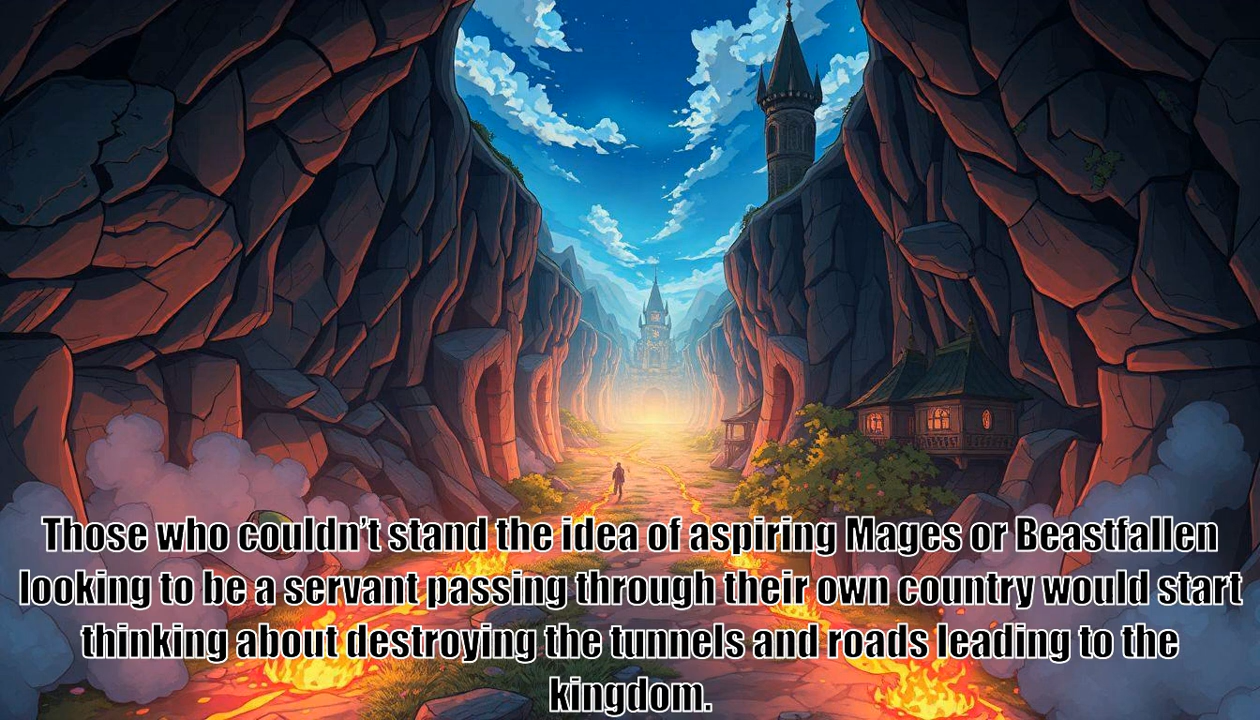 Those who couldn’t stand the idea of aspiring Mages or Beastfallen
looking to be a servant passing through their own country would start
thinking about destroying the tunnels and roads leading to the
kingdom.